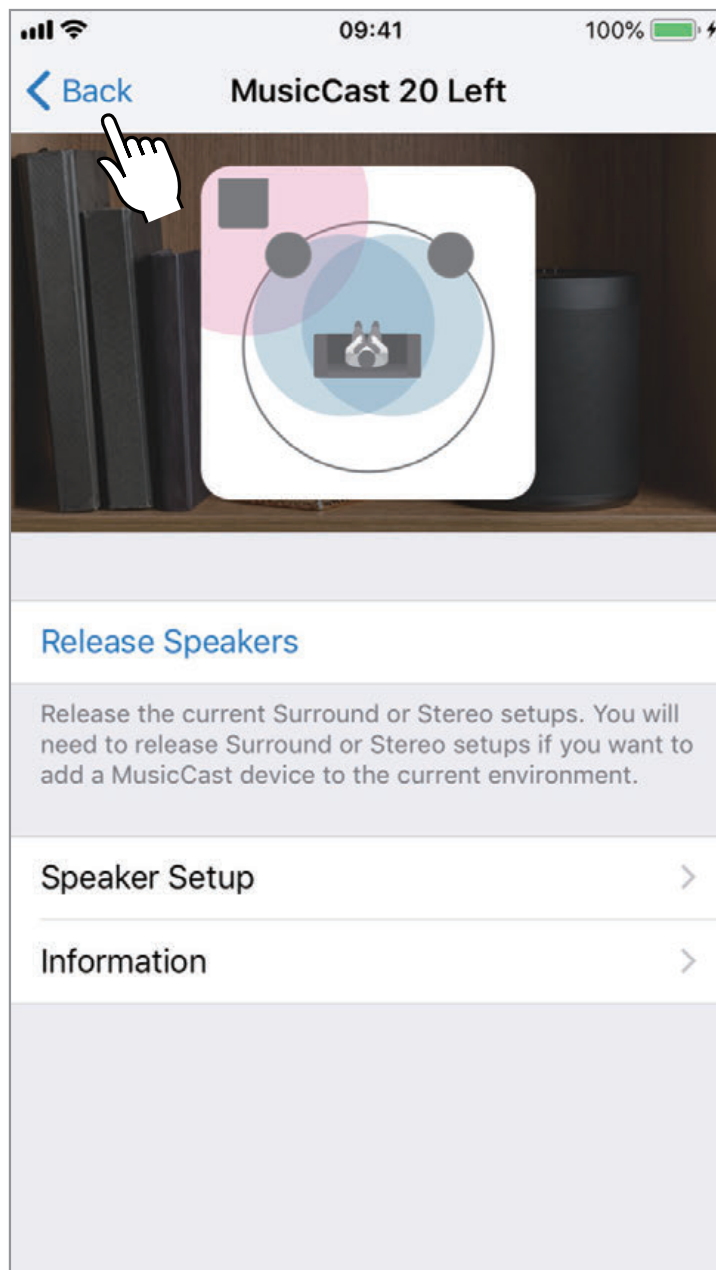 09:41
100%
Back
MusicCast 20 Left
Release Speakers
Release the current Surround or Stereo setups. You will
need to release Surround or Stereo setups if you want to
add a MusicCast device to the current environment.
Speaker Setup
Information